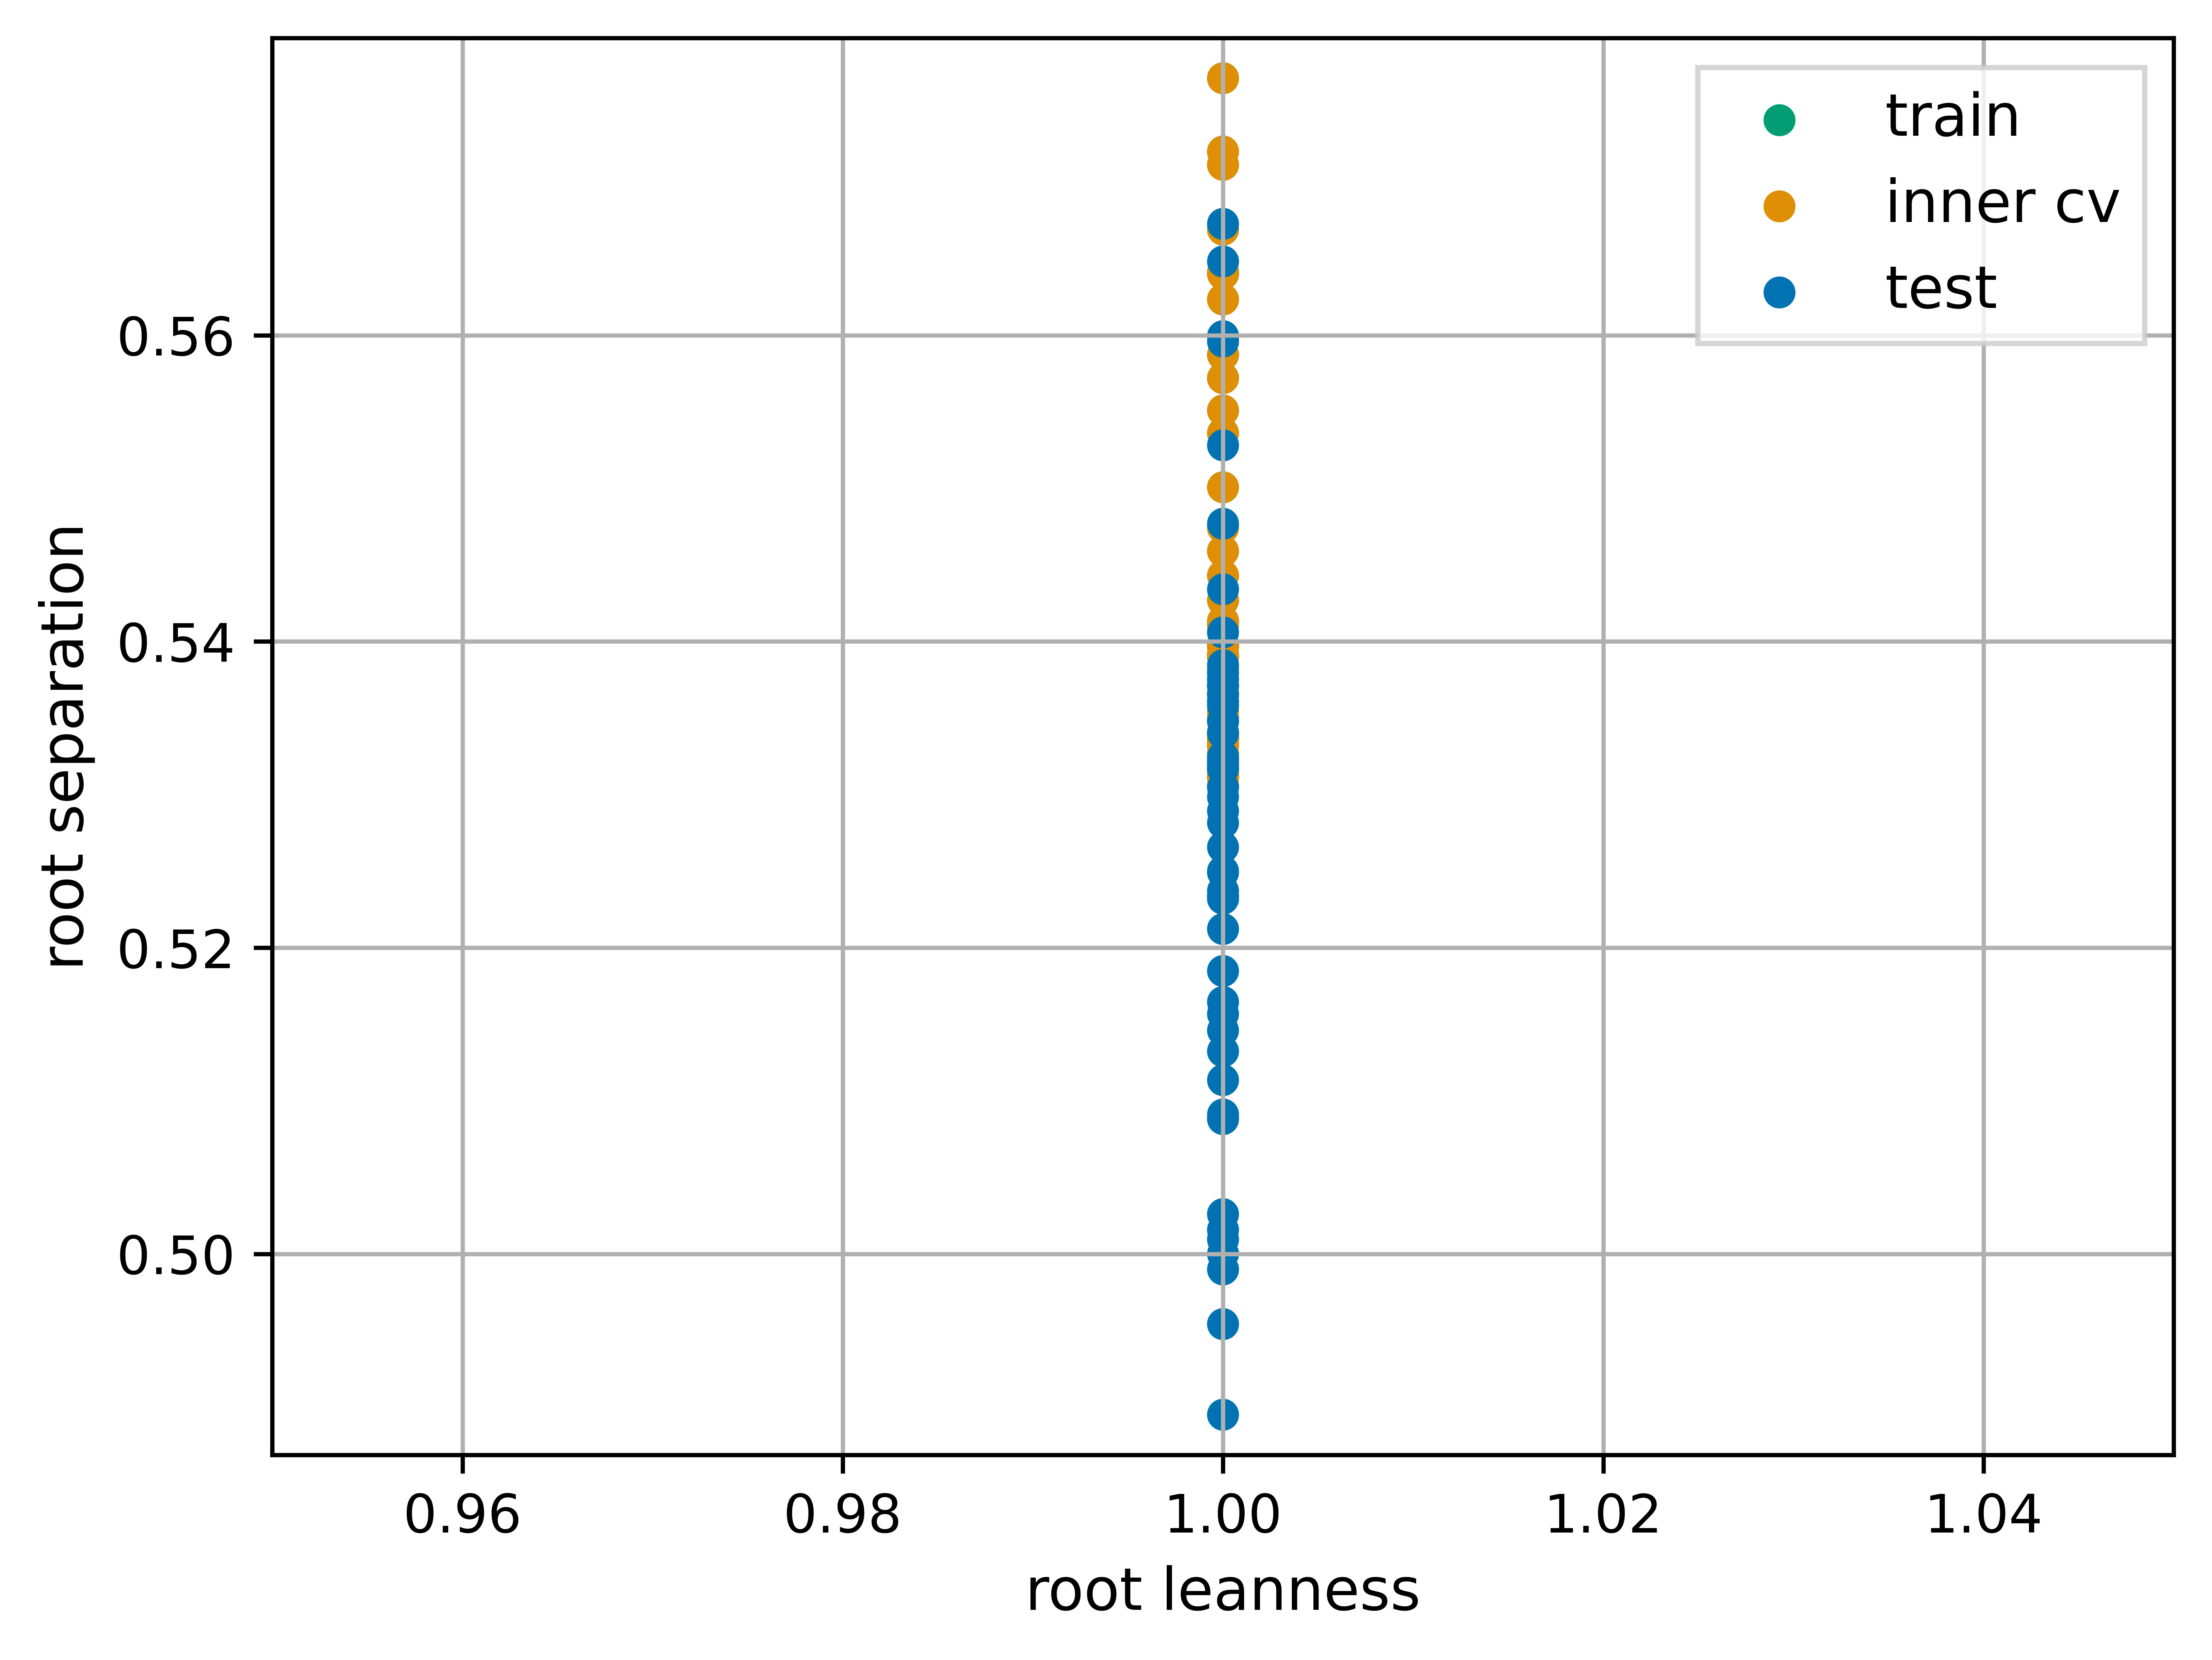 train
inner cv
test
0.56
0.54
0.52
0.50
root separation
0.96 0.98 1.00 1.02 1.04
root leanness